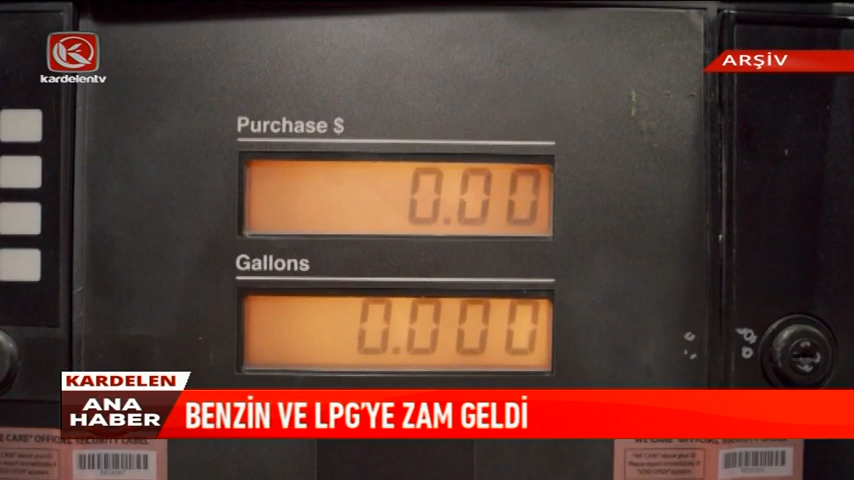 kardelentv
ARŞİV
Purchase $
0.00
Gallons
0.000
KARDELEN
ANA
HABER
BENZİN VE LPG'YE ZAM GELDİ